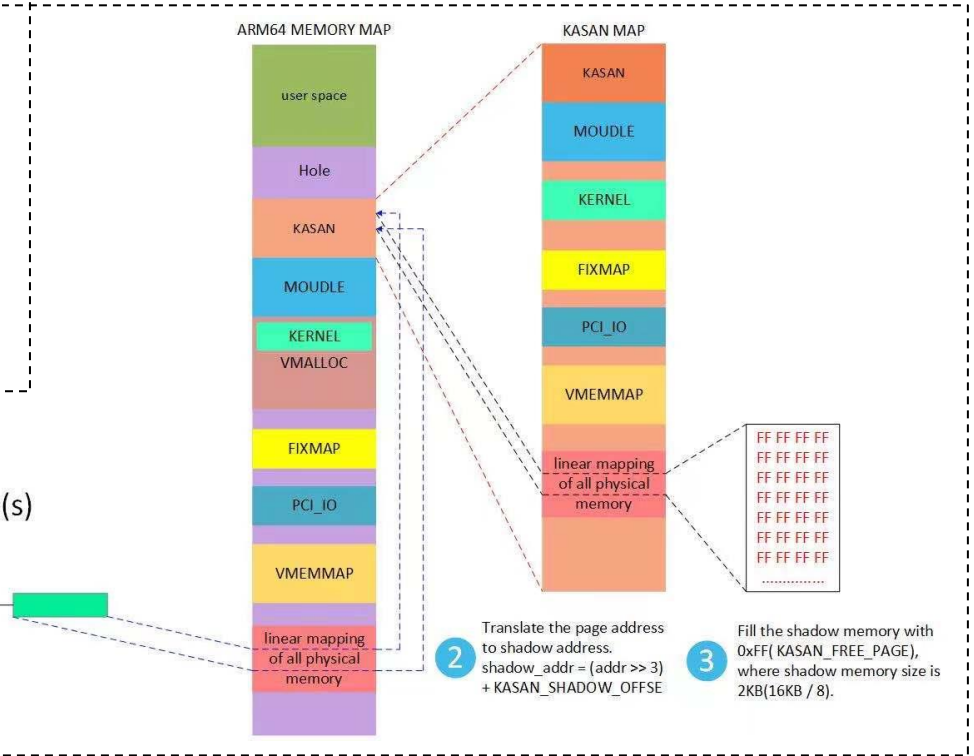 ARM64 MEMORY MAP
user space
Hole
KASAN
MOUDLE
KERNEL
VMALLOC
FIXMAP
PCI_IO
VMEMMAP
linear mapping
of all physical
memory
KASAN MAP
KASAN
MOUDLE
KERNEL
FIXMAP
PCI_IO
VMEMMAP
linear mapping
of all physical
memory
FF FF FF FF
FF FF FF FF
FF FF FF FF
FF FF FF FF
FF FF FF FF
FF FF FF FF
FF FF FF FF
...............
(s)
2
Translate the page address
to shadow address.
shadow_addr = (addr >> 3)
+ KASAN_SHADOW_OFFSE
3
Fill the shadow memory with
0xFF( KASAN_FREE_PAGE),
where shadow memory size is
2KB(16KB / 8).